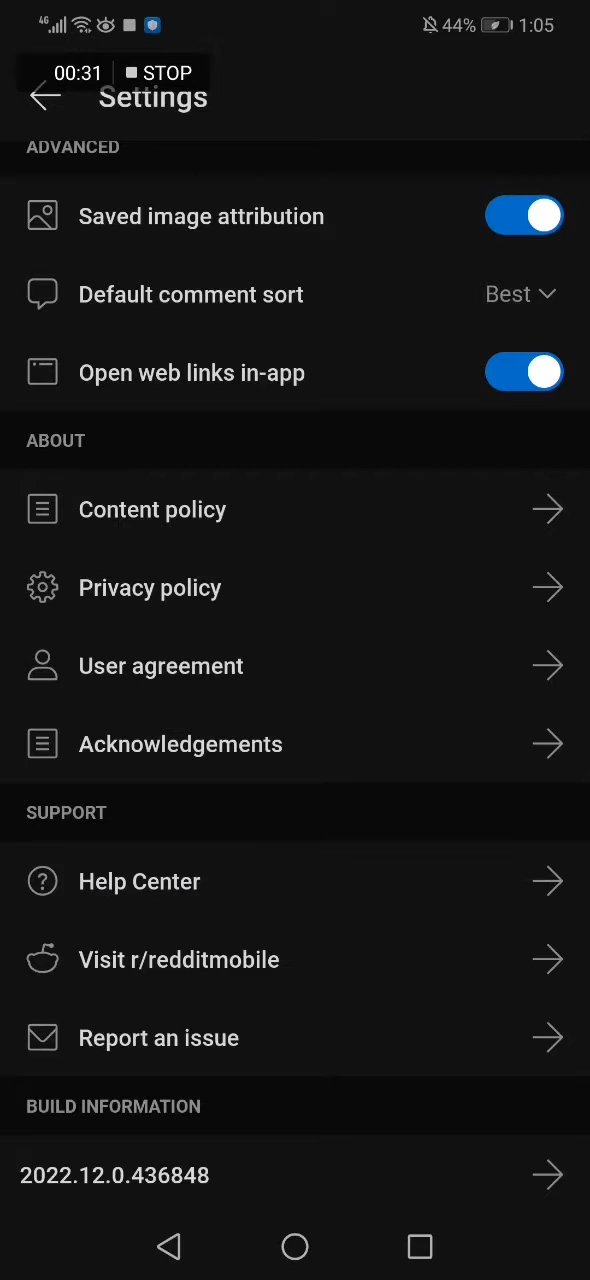 4G 44% 1:05
00:31 STOP
Settings
ADVANCED
Saved image attribution
Default comment sort Best
Open web links in-app
ABOUT
Content policy
Privacy policy
User agreement
Acknowledgements
SUPPORT
Help Center
Visit r/redditmobile
Report an issue
BUILD INFORMATION
2022.12.0.436848